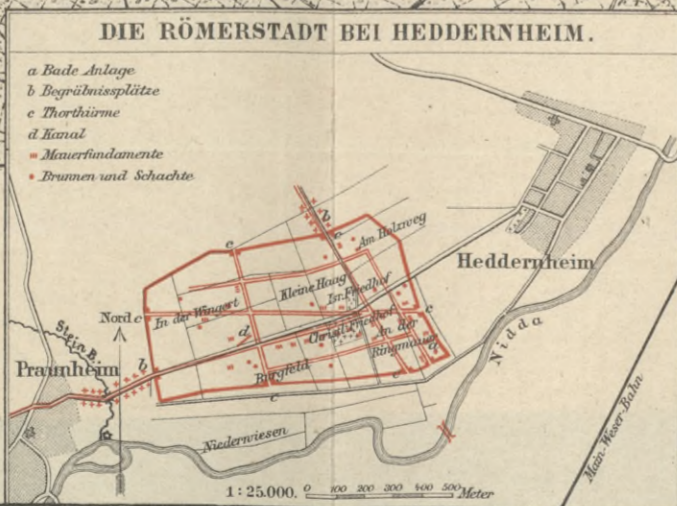 DIE RÖMERSTADT BEI HEDDERNHEIM.
a Bade Anlage
b Begräbnissplätze
c Thorthürme
d Kanal
Mauerfundamente
Brunnen und Schachte
b
c
c
Am Holzweg
Heddernheim
Kleine Haag
Isr. Friedhof
Nord
c
In der Wingert
c
Christl. Friedhof
An der
Ringmauer
d
a
Stein B.
Nidda
Praunheim
b
Burgfeld
c
c
Niederwiesen
Main-Weser-Bahn
1:25.000.
0 100 200 300 400 500 Meter